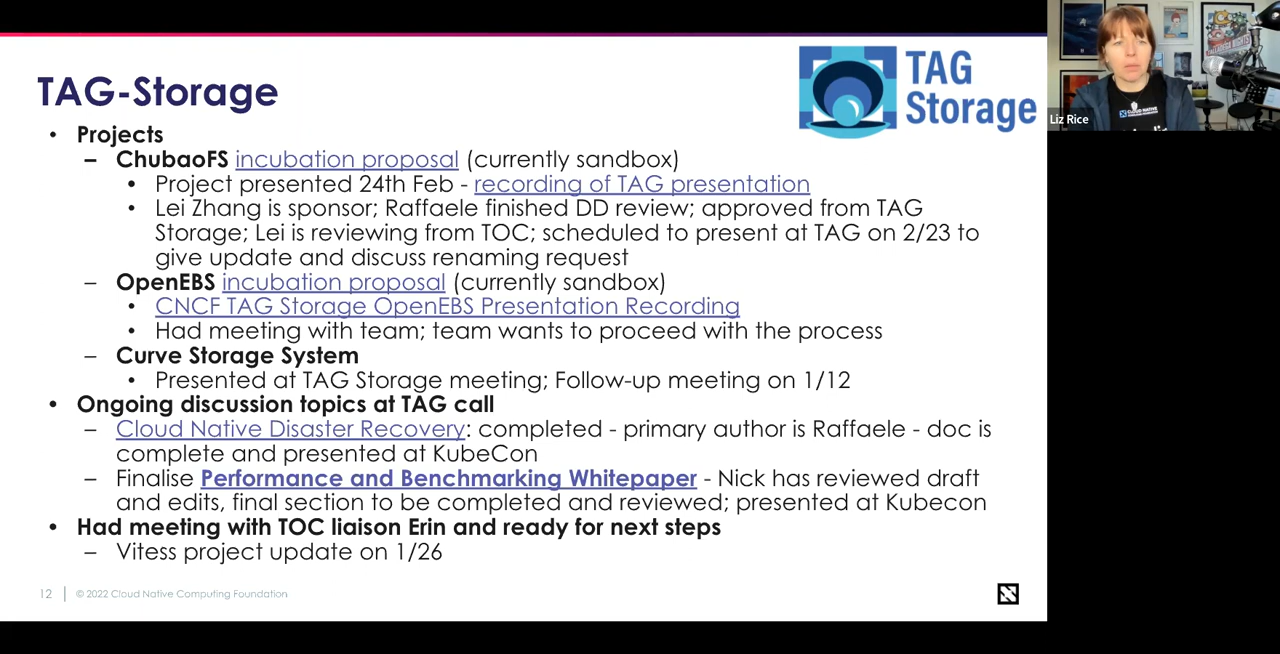 TAG-Storage
TAG
Storage
• Projects
– ChubaoFS incubation proposal (currently sandbox)
• Project presented 24th Feb - recording of TAG presentation
• Lei Zhang is sponsor; Raffaele finished DD review; approved from TAG
Storage; Lei is reviewing from TOC; scheduled to present at TAG on 2/23 to
give update and discuss renaming request
– OpenEBS incubation proposal (currently sandbox)
• CNCF TAG Storage OpenEBS Presentation Recording
• Had meeting with team; team wants to proceed with the process
– Curve Storage System
• Presented at TAG Storage meeting; Follow-up meeting on 1/12
• Ongoing discussion topics at TAG call
– Cloud Native Disaster Recovery: completed - primary author is Raffaele - doc is
complete and presented at KubeCon
– Finalise Performance and Benchmarking Whitepaper - Nick has reviewed draft
and edits, final section to be completed and reviewed; presented at Kubecon
• Had meeting with TOC liaison Erin and ready for next steps
– Vitess project update on 1/26
12 | © 2022 Cloud Native Computing Foundation
Liz Rice
CLOUD NATIVE